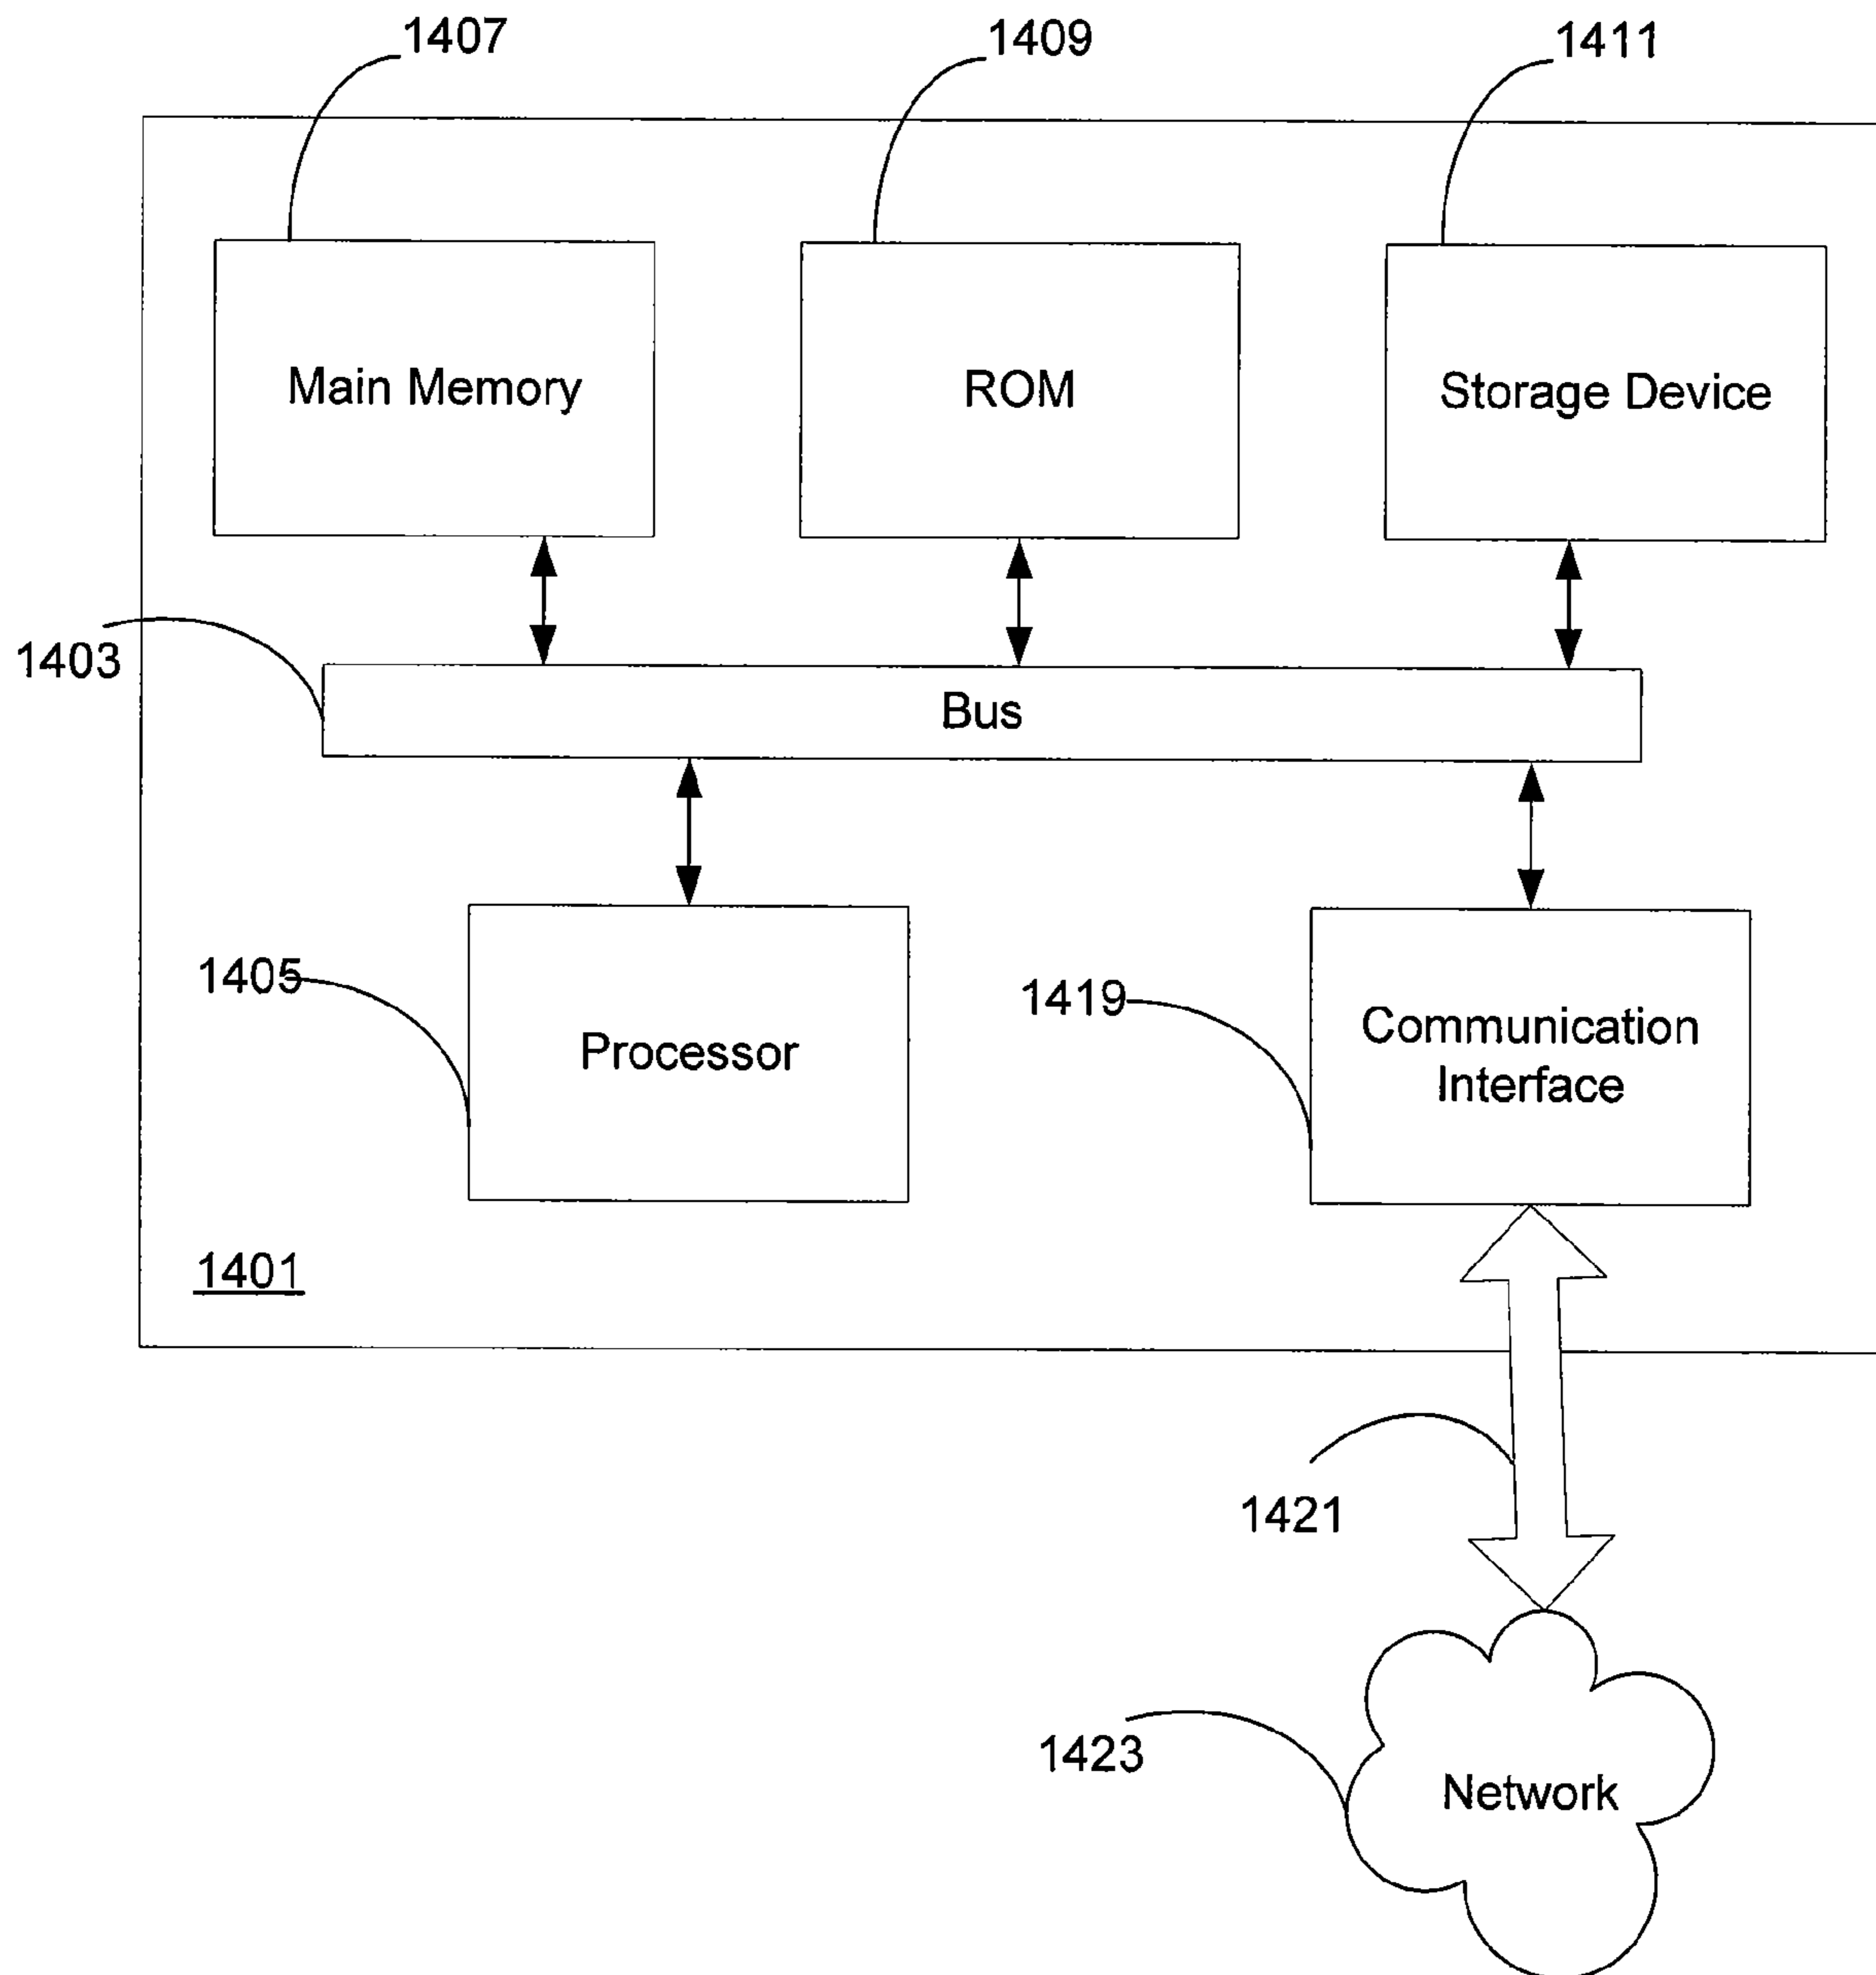 1407
1409
1411
Main Memory
ROM
Storage Device
1403
Bus
1405
Processor
1419
Communication
Interface
1401
1421
1423
Network